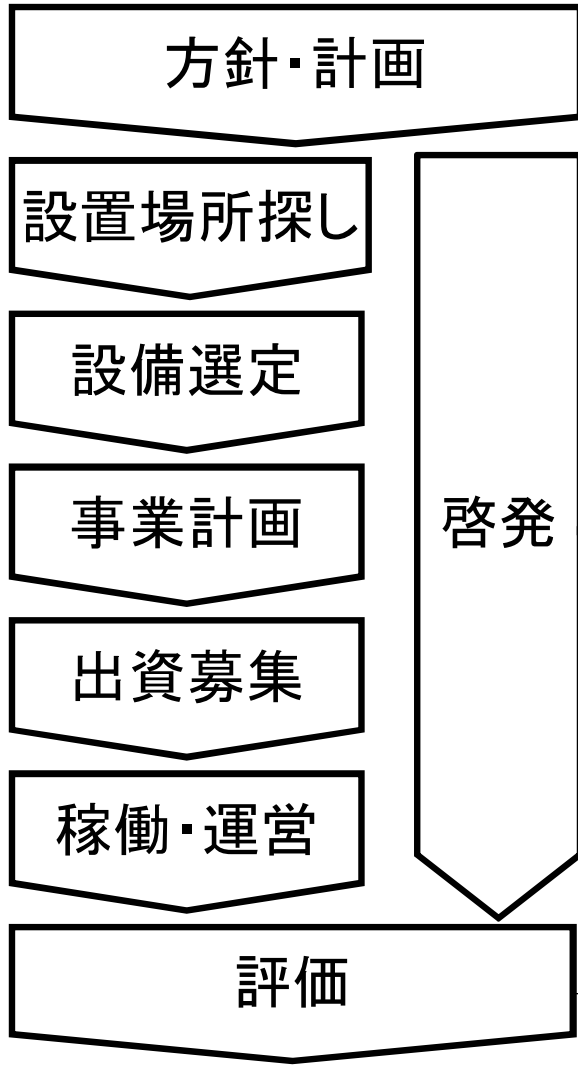 方針・計画
設置場所探し
設備選定
事業計画
出資募集
稼働・運営
啓発
評価